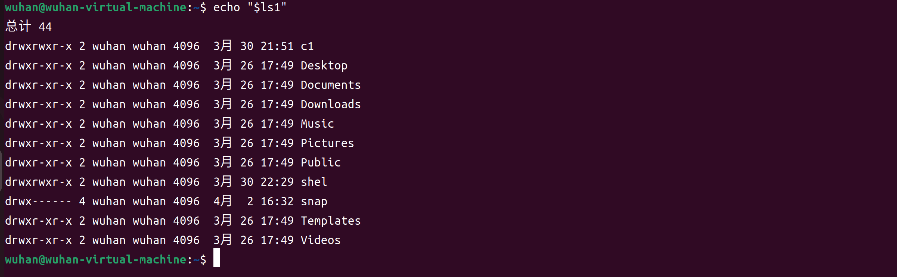 wuhan@wuhan-virtual-machine:~$ echo "$ls1"
总计 44
drwxrwxr-x 2 wuhan wuhan 4096  3月 30 21:51 c1
drwxr-xr-x 2 wuhan wuhan 4096  3月 26 17:49 Desktop
drwxr-xr-x 2 wuhan wuhan 4096  3月 26 17:49 Documents
drwxr-xr-x 2 wuhan wuhan 4096  3月 26 17:49 Downloads
drwxr-xr-x 2 wuhan wuhan 4096  3月 26 17:49 Music
drwxr-xr-x 2 wuhan wuhan 4096  3月 26 17:49 Pictures
drwxr-xr-x 2 wuhan wuhan 4096  3月 26 17:49 Public
drwxrwxr-x 2 wuhan wuhan 4096  3月 30 22:29 shel
drwx------ 4 wuhan wuhan 4096  4月  2 16:32 snap
drwxr-xr-x 2 wuhan wuhan 4096  3月 26 17:49 Templates
drwxr-xr-x 2 wuhan wuhan 4096  3月 26 17:49 Videos
wuhan@wuhan-virtual-machine:~$